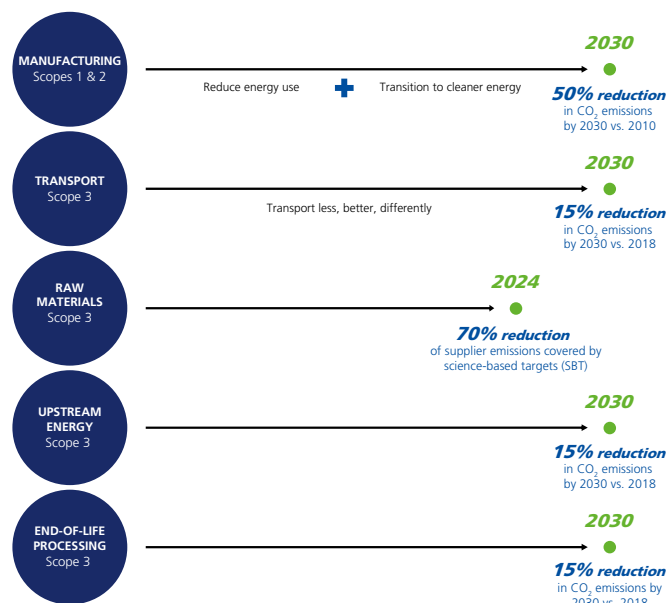 2030
MANUFACTURING
Scopes 1 & 2
Reduce energy use + Transition to cleaner energy
50% reduction
in CO2 emissions
by 2030 vs. 2010
2030
TRANSPORT
Scope 3
Transport less, better, differently
15% reduction
in CO2 emissions
by 2030 vs. 2018
RAW
MATERIALS
Scope 3
2024
70% reduction
of supplier emissions covered by
science-based targets (SBT)
2030
UPSTREAM
ENERGY
Scope 3
15% reduction
in CO2 emissions
by 2030 vs. 2018
2030
END-OF-LIFE
PROCESSING
Scope 3
15% reduction
in CO2 emissions by
2030 vs. 2018